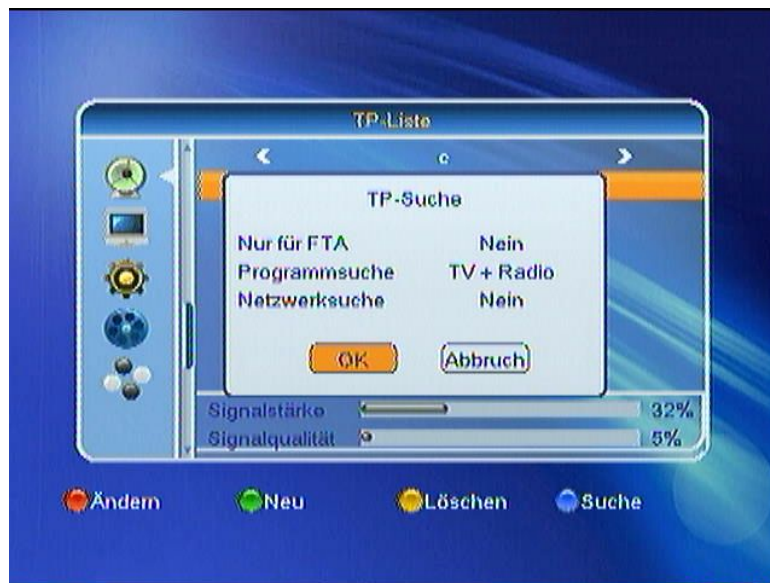 TP-Liste
c
TP-Suche
Nur für FTA Nein
Programmsuche TV + Radio
Netzwerksuche Nein
OK Abbruch
Signalstärke 32%
Signalqualität 5%
Ändern Neu Löschen Suche